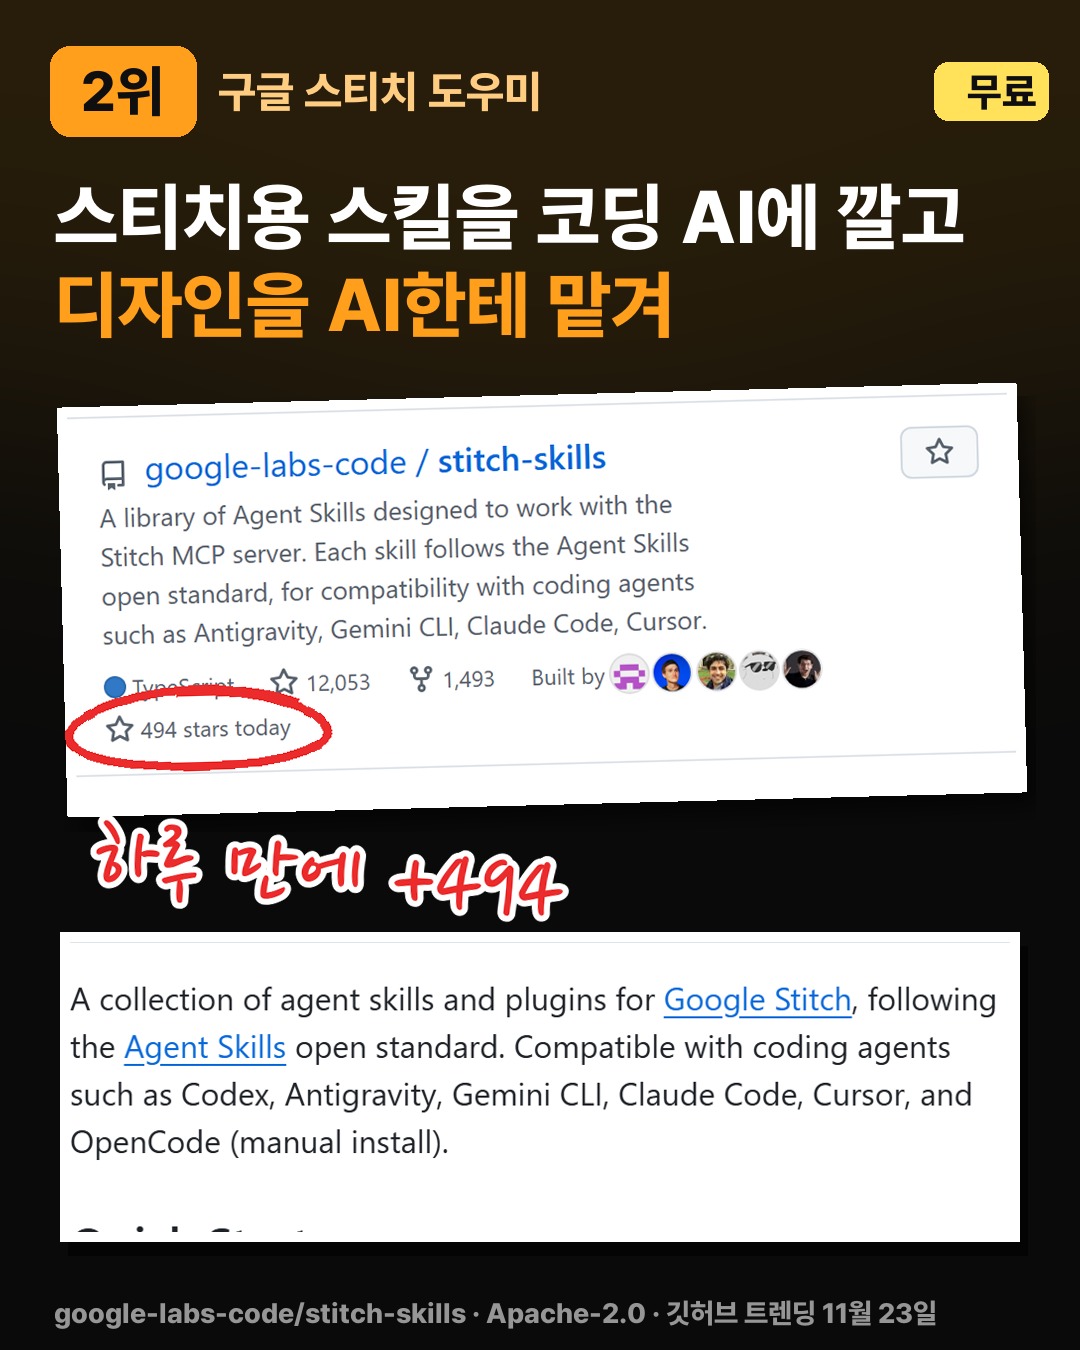 2위 구글 스티치 도우미 무료
스티치용 스킬을 코딩 AI에 깔고
디자인을 AI한테 맡겨
google-labs-code / stitch-skills
A library of Agent Skills designed to work with the
Stitch MCP server. Each skill follows the Agent Skills
open standard, for compatibility with coding agents
such as Antigravity, Gemini CLI, Claude Code, Cursor.
TypeScript 12,053 1,493 Built by
494 stars today
하루 만에 +494
A collection of agent skills and plugins for Google Stitch, following
the Agent Skills open standard. Compatible with coding agents
such as Codex, Antigravity, Gemini CLI, Claude Code, Cursor, and
OpenCode (manual install).
google-labs-code/stitch-skills · Apache-2.0 · 깃허브 트렌딩 11월 23일